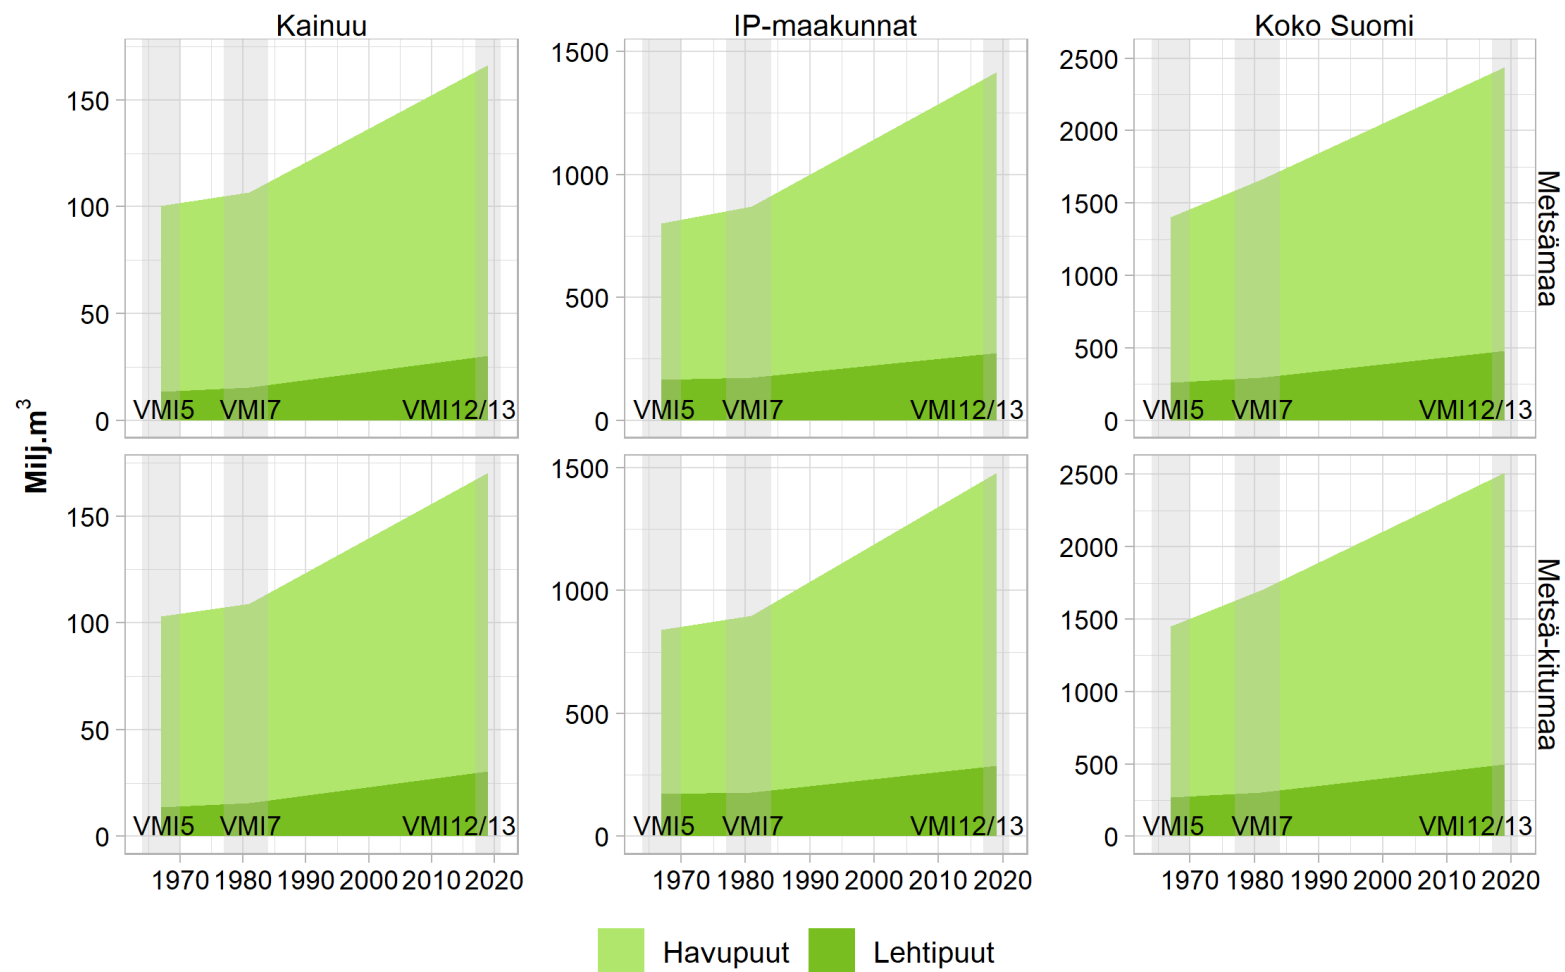 Kainuu
IP-maakunnat
Koko Suomi
Milj.m³
150
100
50
0
VMI5 VMI7 VMI12/13
1500
1000
500
0
VMI5 VMI7 VMI12/13
2500
2000
1500
1000
500
0
VMI5 VMI7 VMI12/13
Metsämaa
150
100
50
0
VMI5 VMI7 VMI12/13
1500
1000
500
0
VMI5 VMI7 VMI12/13
2500
2000
1500
1000
500
0
VMI5 VMI7 VMI12/13
Metsä-kitumaa
1970 1980 1990 2000 2010 2020
1970 1980 1990 2000 2010 2020
1970 1980 1990 2000 2010 2020
Havupuut
Lehtipuut